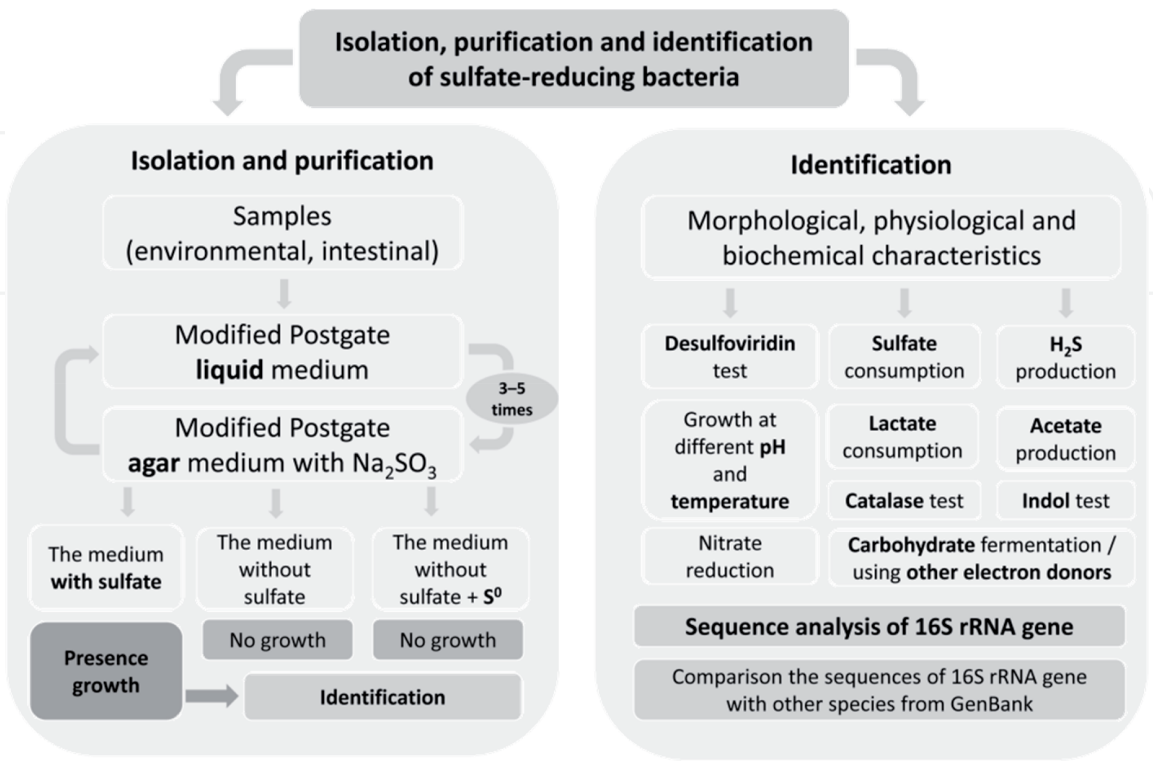 Isolation, purification and identification
of sulfate-reducing bacteria
Isolation and purification
Samples
(environmental, intestinal)
Modified Postgate
liquid medium
3–5
times
Modified Postgate
agar medium with Na₂SO₃
The medium
with sulfate
The medium
without
sulfate
The medium
without
sulfate + S⁰
Presence
growth
No growth
No growth
Identification
Identification
Morphological, physiological and
biochemical characteristics
Desulfoviridin
test
Sulfate
consumption
H₂S
production
Growth at
different pH
and
temperature
Lactate
consumption
Acetate
production
Catalase test
Indol test
Nitrate
reduction
Carbohydrate fermentation /
using other electron donors
Sequence analysis of 16S rRNA gene
Comparison the sequences of 16S rRNA gene
with other species from GenBank